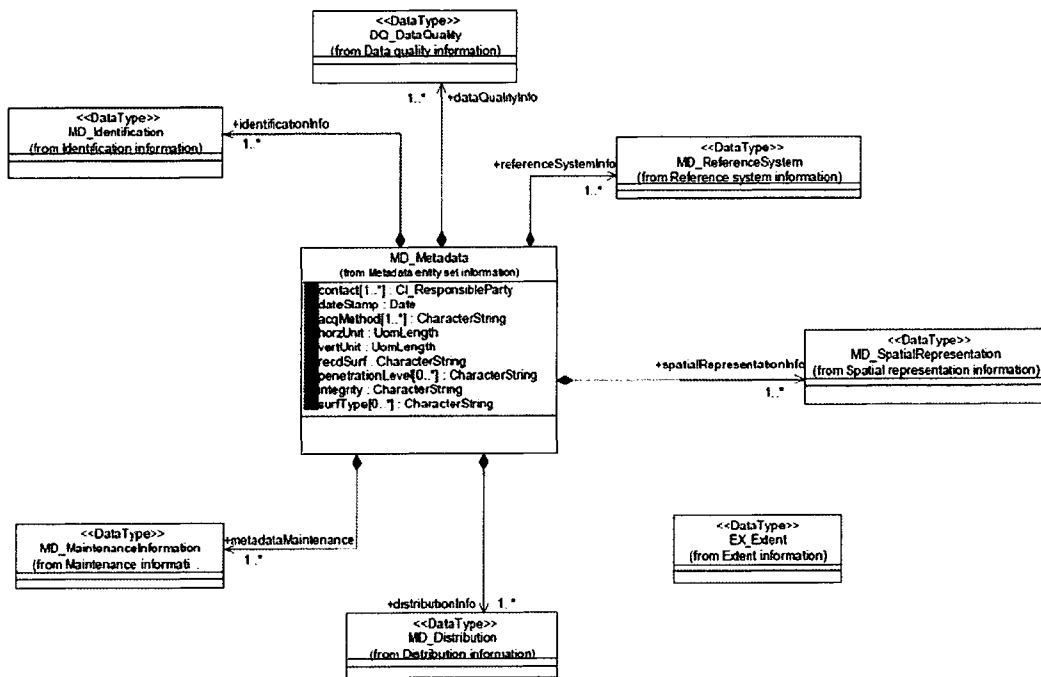 <<DataType>>
DQ_DataQuality
(from Data quality information)
1..*
+dataQualityInfo
<<DataType>>
MD_Identification
(from Identification information)
+identificationInfo
1..*
<<DataType>>
MD_ReferenceSystem
(from Reference system information)
+referenceSystemInfo
1..*
MD_Metadata
(from Metadata entity set information)
contact[1..*] : CI_ResponsibleParty
dateStamp : Date
acqMethod[1..*] : CharacterString
horzUnit : UomLength
vertUnit : UomLength
recdSurf : CharacterString
penetrationLevel[0..*] : CharacterString
integrity : CharacterString
surfType[0..*] : CharacterString
+spatialRepresentationInfo
1..*
<<DataType>>
MD_SpatialRepresentation
(from Spatial representation information)
<<DataType>>
MD_MaintenanceInformation
(from Maintenance informati...
+metadataMaintenance
1..*
<<DataType>>
EX_Extent
(from Extent information)
+distributionInfo
1..*
<<DataType>>
MD_Distribution
(from Distribution information)